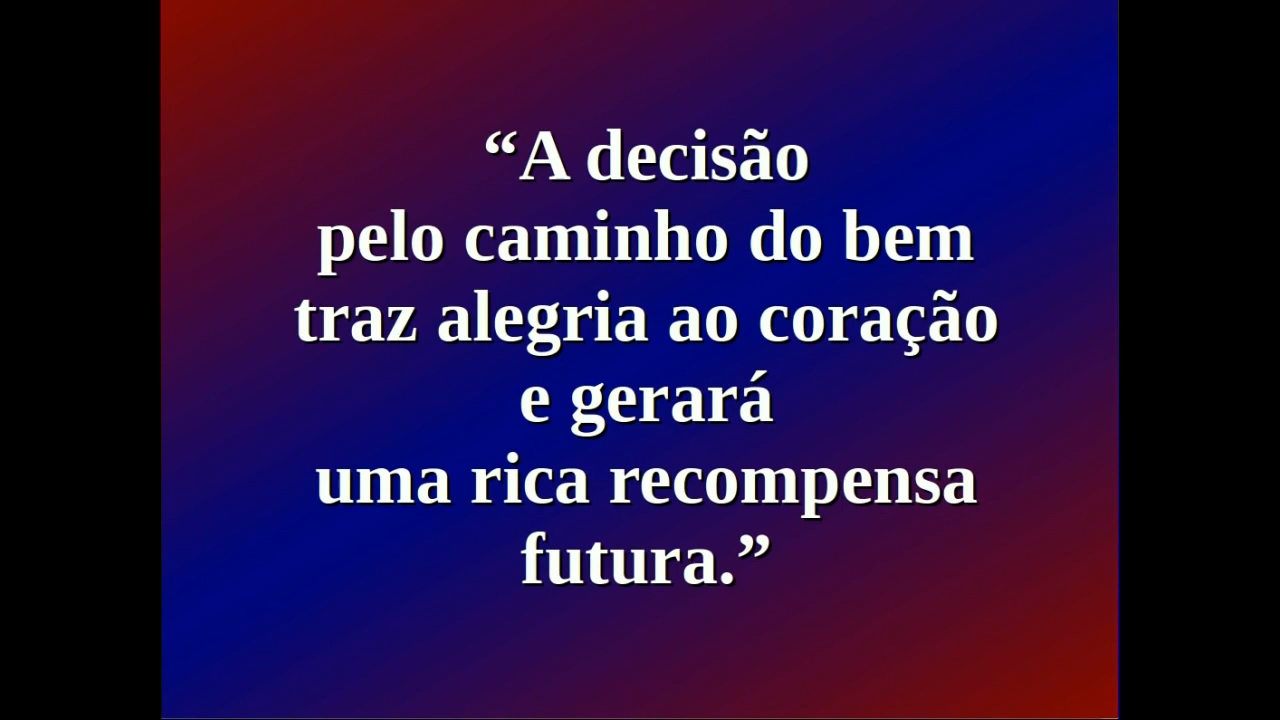 “A decisão
pelo caminho do bem
traz alegria ao coração
e gerará
uma rica recompensa
futura.”